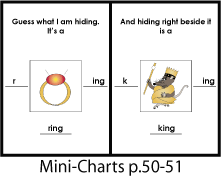 Guess what I am hiding.
It's a
r ing
ring
And hiding right beside it
is a
k ing
king
Mini-Charts p.50-51